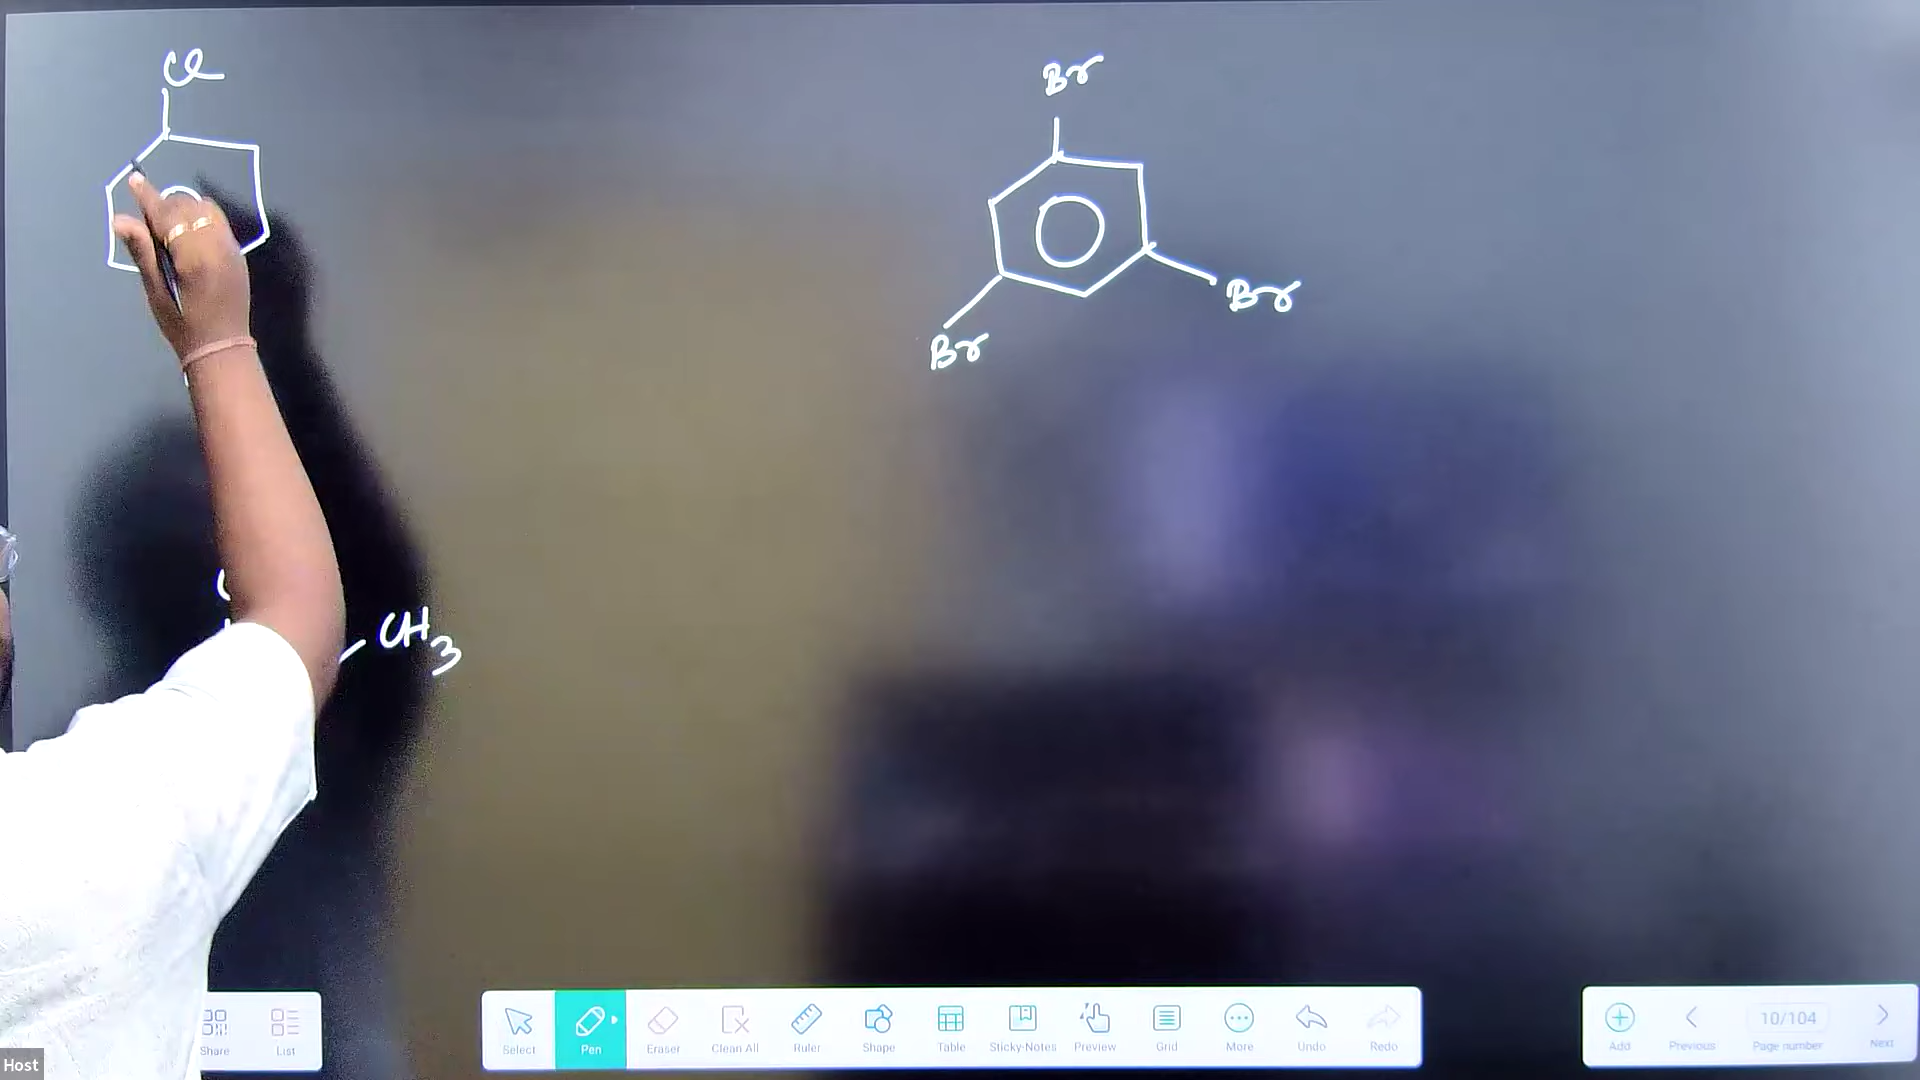 Cl
Br
Br
Br
CH3
Share List
Select Pen Eraser Clean All Ruler Shape Table Sticky-Notes Preview Grid More Undo Redo
Add Previous 10/104 Page number Next
Host